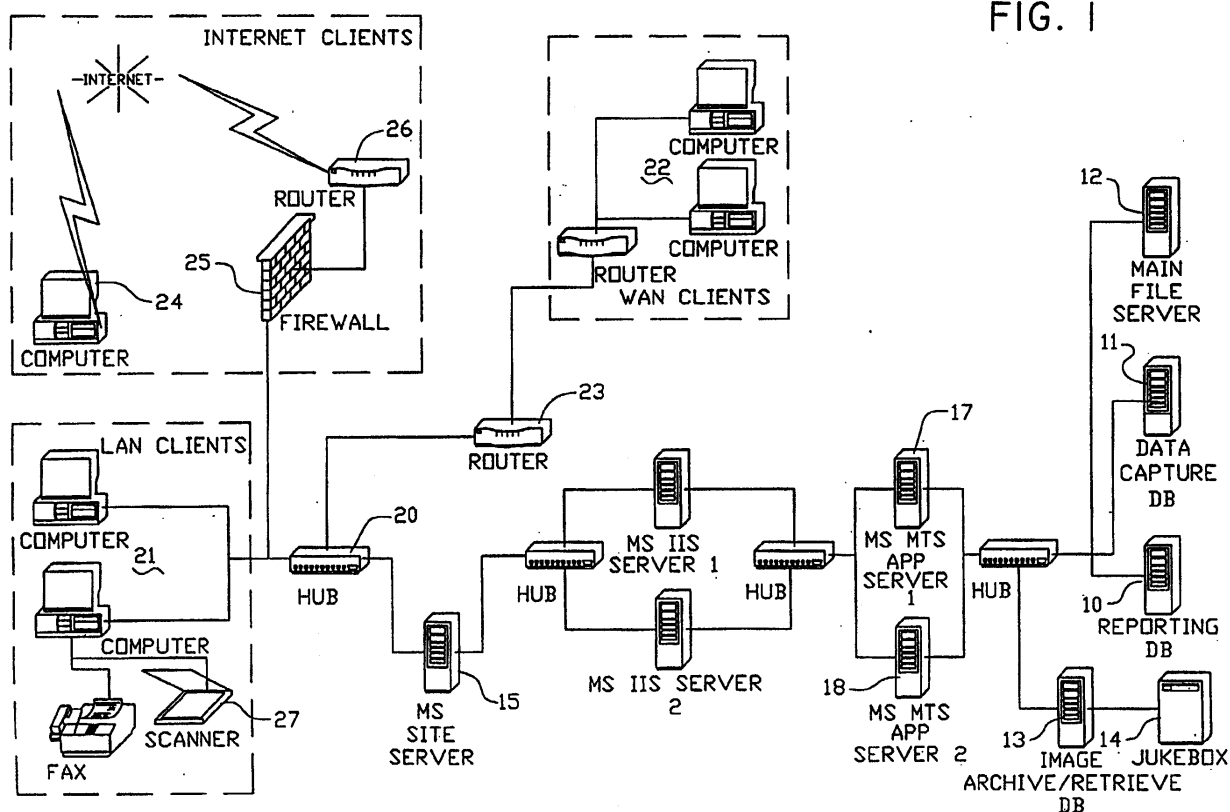 FIG. 1
INTERNET CLIENTS
-INTERNET-
26
ROUTER
25
FIREWALL
24
COMPUTER
COMPUTER
22
COMPUTER
ROUTER
WAN CLIENTS
12
MAIN
FILE
SERVER
11
DATA
CAPTURE
DB
10
REPORTING
DB
23
ROUTER
LAN CLIENTS
COMPUTER
21
COMPUTER
FAX
SCANNER
27
20
HUB
MS
SITE
SERVER
15
HUB
MS IIS
SERVER 1
MS IIS SERVER
2
HUB
17
MS MTS
APP
SERVER
1
18
MS MTS
APP
SERVER 2
HUB
13
IMAGE
ARCHIVE/RETRIEVE
DB
14
JUKEBOX